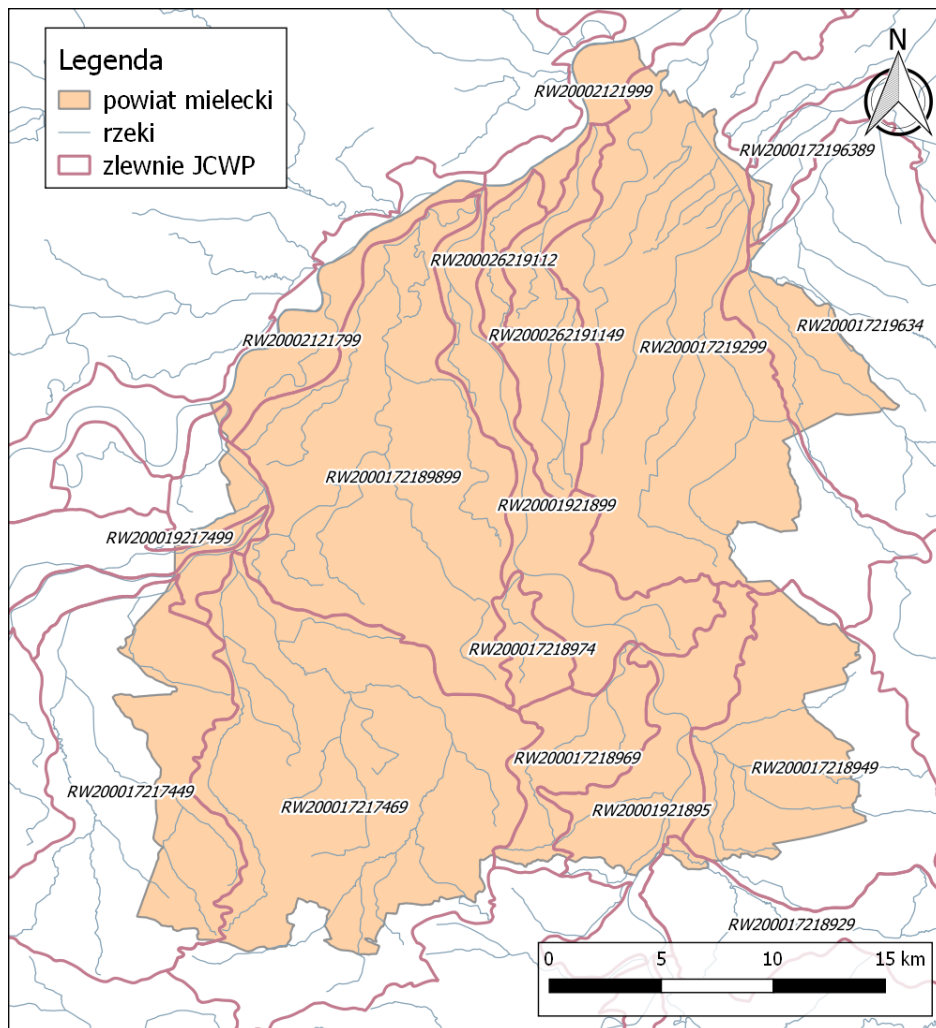 Legenda
powiat mielecki
rzeki
zlewnie JCWP
N
RW20002121999
RW2000172196389
RW200026219112
RW200017219634
RW20002121799
RW2000262191149
RW200017219299
RW2000172189899
RW20001921899
RW200019217499
RW200017218974
RW200017218969
RW200017218949
RW200017217449
RW200017217469
RW20001921895
RW200017218929
0 5 10 15 km